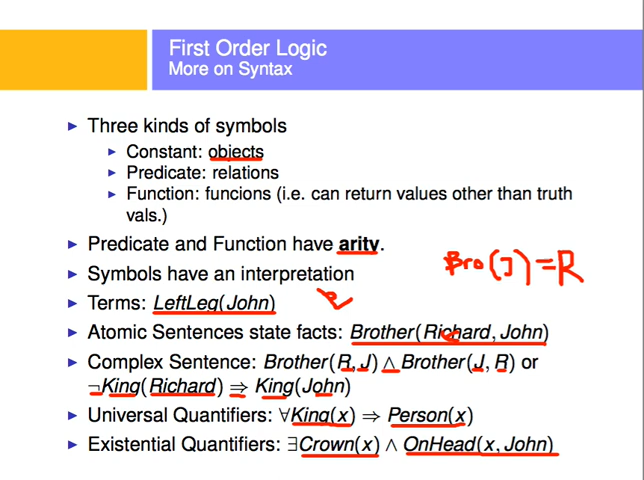 First Order Logic
More on Syntax
► Three kinds of symbols
► Constant: objects
► Predicate: relations
► Function: funcions (i.e. can return values other than truth
vals.)
► Predicate and Function have arity.
► Symbols have an interpretation
Bro(J)=R
► Terms: LeftLeg(John)
► Atomic Sentences state facts: Brother(Richard, John)
► Complex Sentence: Brother(R, J) ∧ Brother(J, R) or
¬King(Richard) ⇒ King(John)
► Universal Quantifiers: ∀King(x) ⇒ Person(x)
► Existential Quantifiers: ∃Crown(x) ∧ OnHead(x, John)